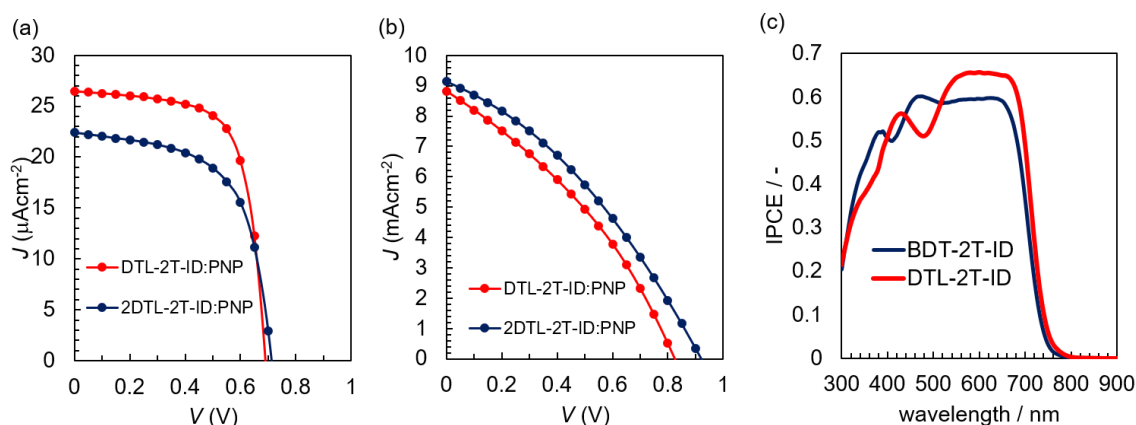 (a)
30
25
20
15
10
5
0
J (μAcm⁻²)
DTL-2T-ID:PNP
2DTL-2T-ID:PNP
0 0.2 0.4 0.6 0.8 1
V (V)
(b)
10
9
8
7
6
5
4
3
2
1
0
J (mAcm⁻²)
DTL-2T-ID:PNP
2DTL-2T-ID:PNP
0 0.2 0.4 0.6 0.8 1
V (V)
(c)
0.7
0.6
0.5
0.4
0.3
0.2
0.1
0
IPCE / -
BDT-2T-ID
DTL-2T-ID
300 400 500 600 700 800 900
wavelength / nm